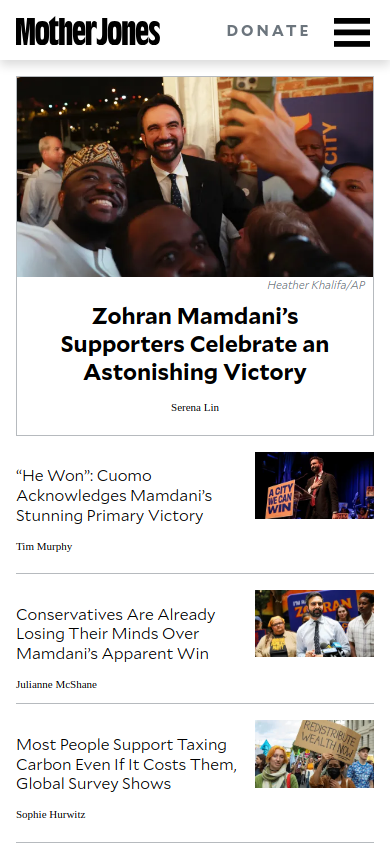 Mother Jones
DONATE
CITY
Heather Khalifa/AP
Zohran Mamdani's
Supporters Celebrate an
Astonishing Victory
Serena Lin
“He Won”: Cuomo
Acknowledges Mamdani’s
Stunning Primary Victory
Tim Murphy
A CITY
WE CAN
WIN
Conservatives Are Already
Losing Their Minds Over
Mamdani’s Apparent Win
Julianne McShane
ZOHRAN
Most People Support Taxing
Carbon Even If It Costs Them,
Global Survey Shows
Sophie Hurwitz
REDISTRIBUTE
WEALTH NOW